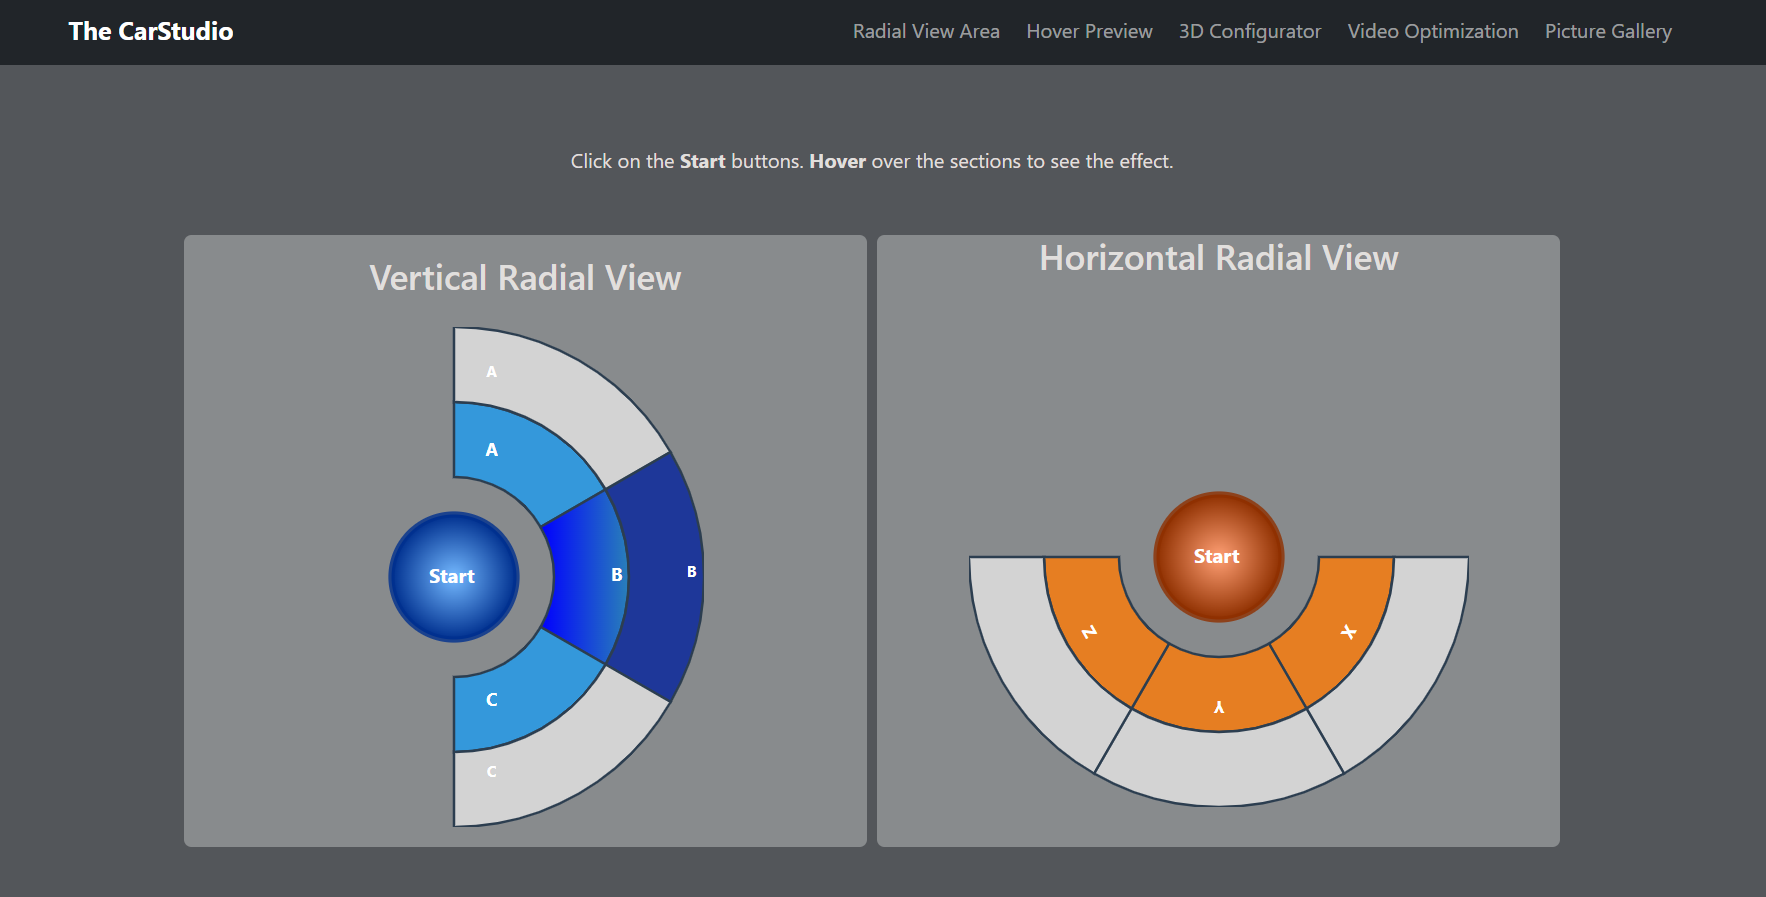 The CarStudio
Radial View Area
Hover Preview
3D Configurator
Video Optimization
Picture Gallery
Click on the Start buttons. Hover over the sections to see the effect.
Vertical Radial View
A
A
B
B
Start
C
C
Horizontal Radial View
Start
Z
X
Y